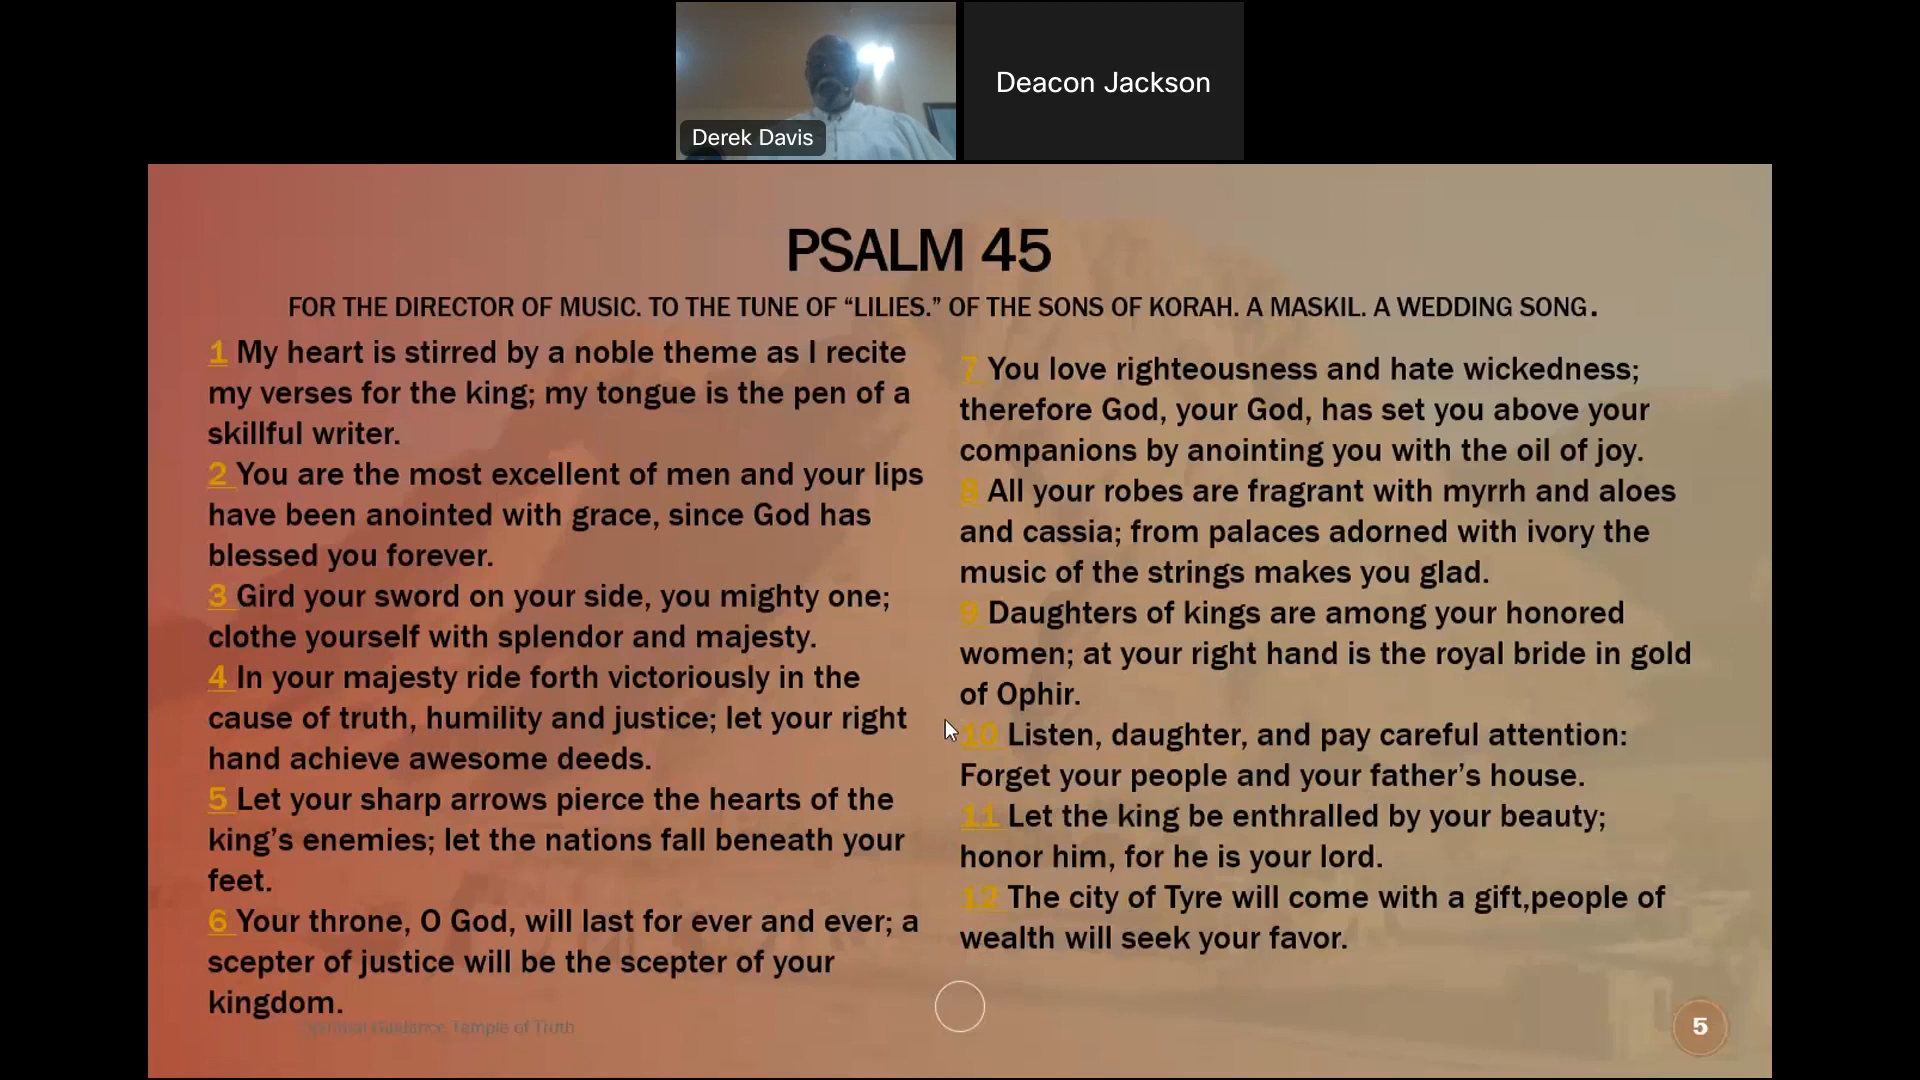 Derek Davis
Deacon Jackson
PSALM 45
FOR THE DIRECTOR OF MUSIC. TO THE TUNE OF “LILIES.” OF THE SONS OF KORAH. A MASKIL. A WEDDING SONG.
1 My heart is stirred by a noble theme as I recite
my verses for the king; my tongue is the pen of a
skillful writer.
2 You are the most excellent of men and your lips
have been anointed with grace, since God has
blessed you forever.
3 Gird your sword on your side, you mighty one;
clothe yourself with splendor and majesty.
4 In your majesty ride forth victoriously in the
cause of truth, humility and justice; let your right
hand achieve awesome deeds.
5 Let your sharp arrows pierce the hearts of the
king’s enemies; let the nations fall beneath your
feet.
6 Your throne, O God, will last for ever and ever; a
scepter of justice will be the scepter of your
kingdom.
7 You love righteousness and hate wickedness;
therefore God, your God, has set you above your
companions by anointing you with the oil of joy.
8 All your robes are fragrant with myrrh and aloes
and cassia; from palaces adorned with ivory the
music of the strings makes you glad.
9 Daughters of kings are among your honored
women; at your right hand is the royal bride in gold
of Ophir.
10 Listen, daughter, and pay careful attention:
Forget your people and your father’s house.
11 Let the king be enthralled by your beauty;
honor him, for he is your lord.
12 The city of Tyre will come with a gift,people of
wealth will seek your favor.
Spiritual Guidance Temple of Truth
5